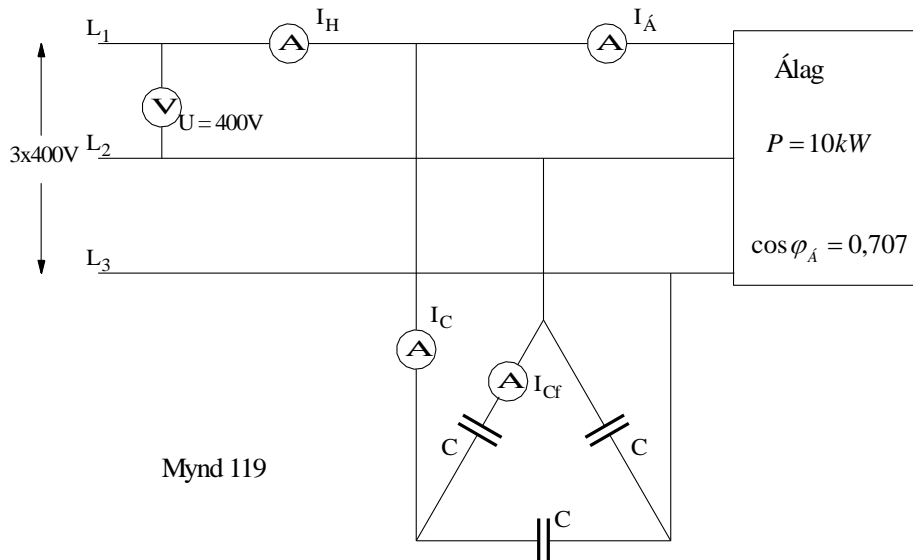 L1
IH
A
IÁ
A
Álag
V
U = 400V
P = 10kW
L2
3x400V
cosφÁ = 0,707
L3
IC
A
A
ICf
C
C
Mynd 119
C